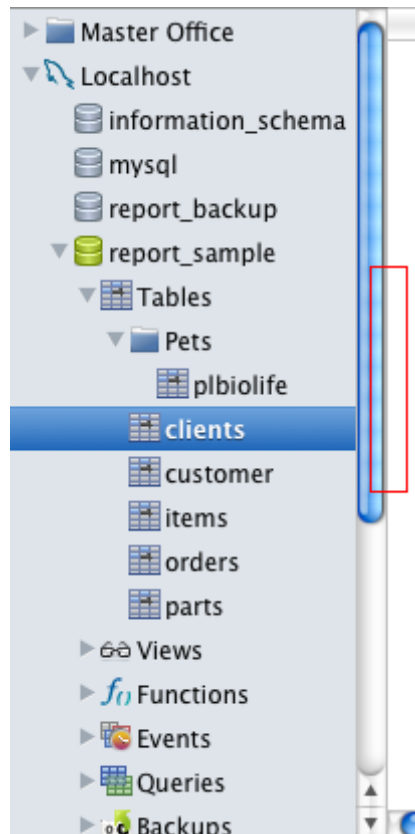 Master Office
Localhost
information_schema
mysql
report_backup
report_sample
Tables
Pets
plbiolife
clients
customer
items
orders
parts
Views
f() Functions
Events
Queries
Backups